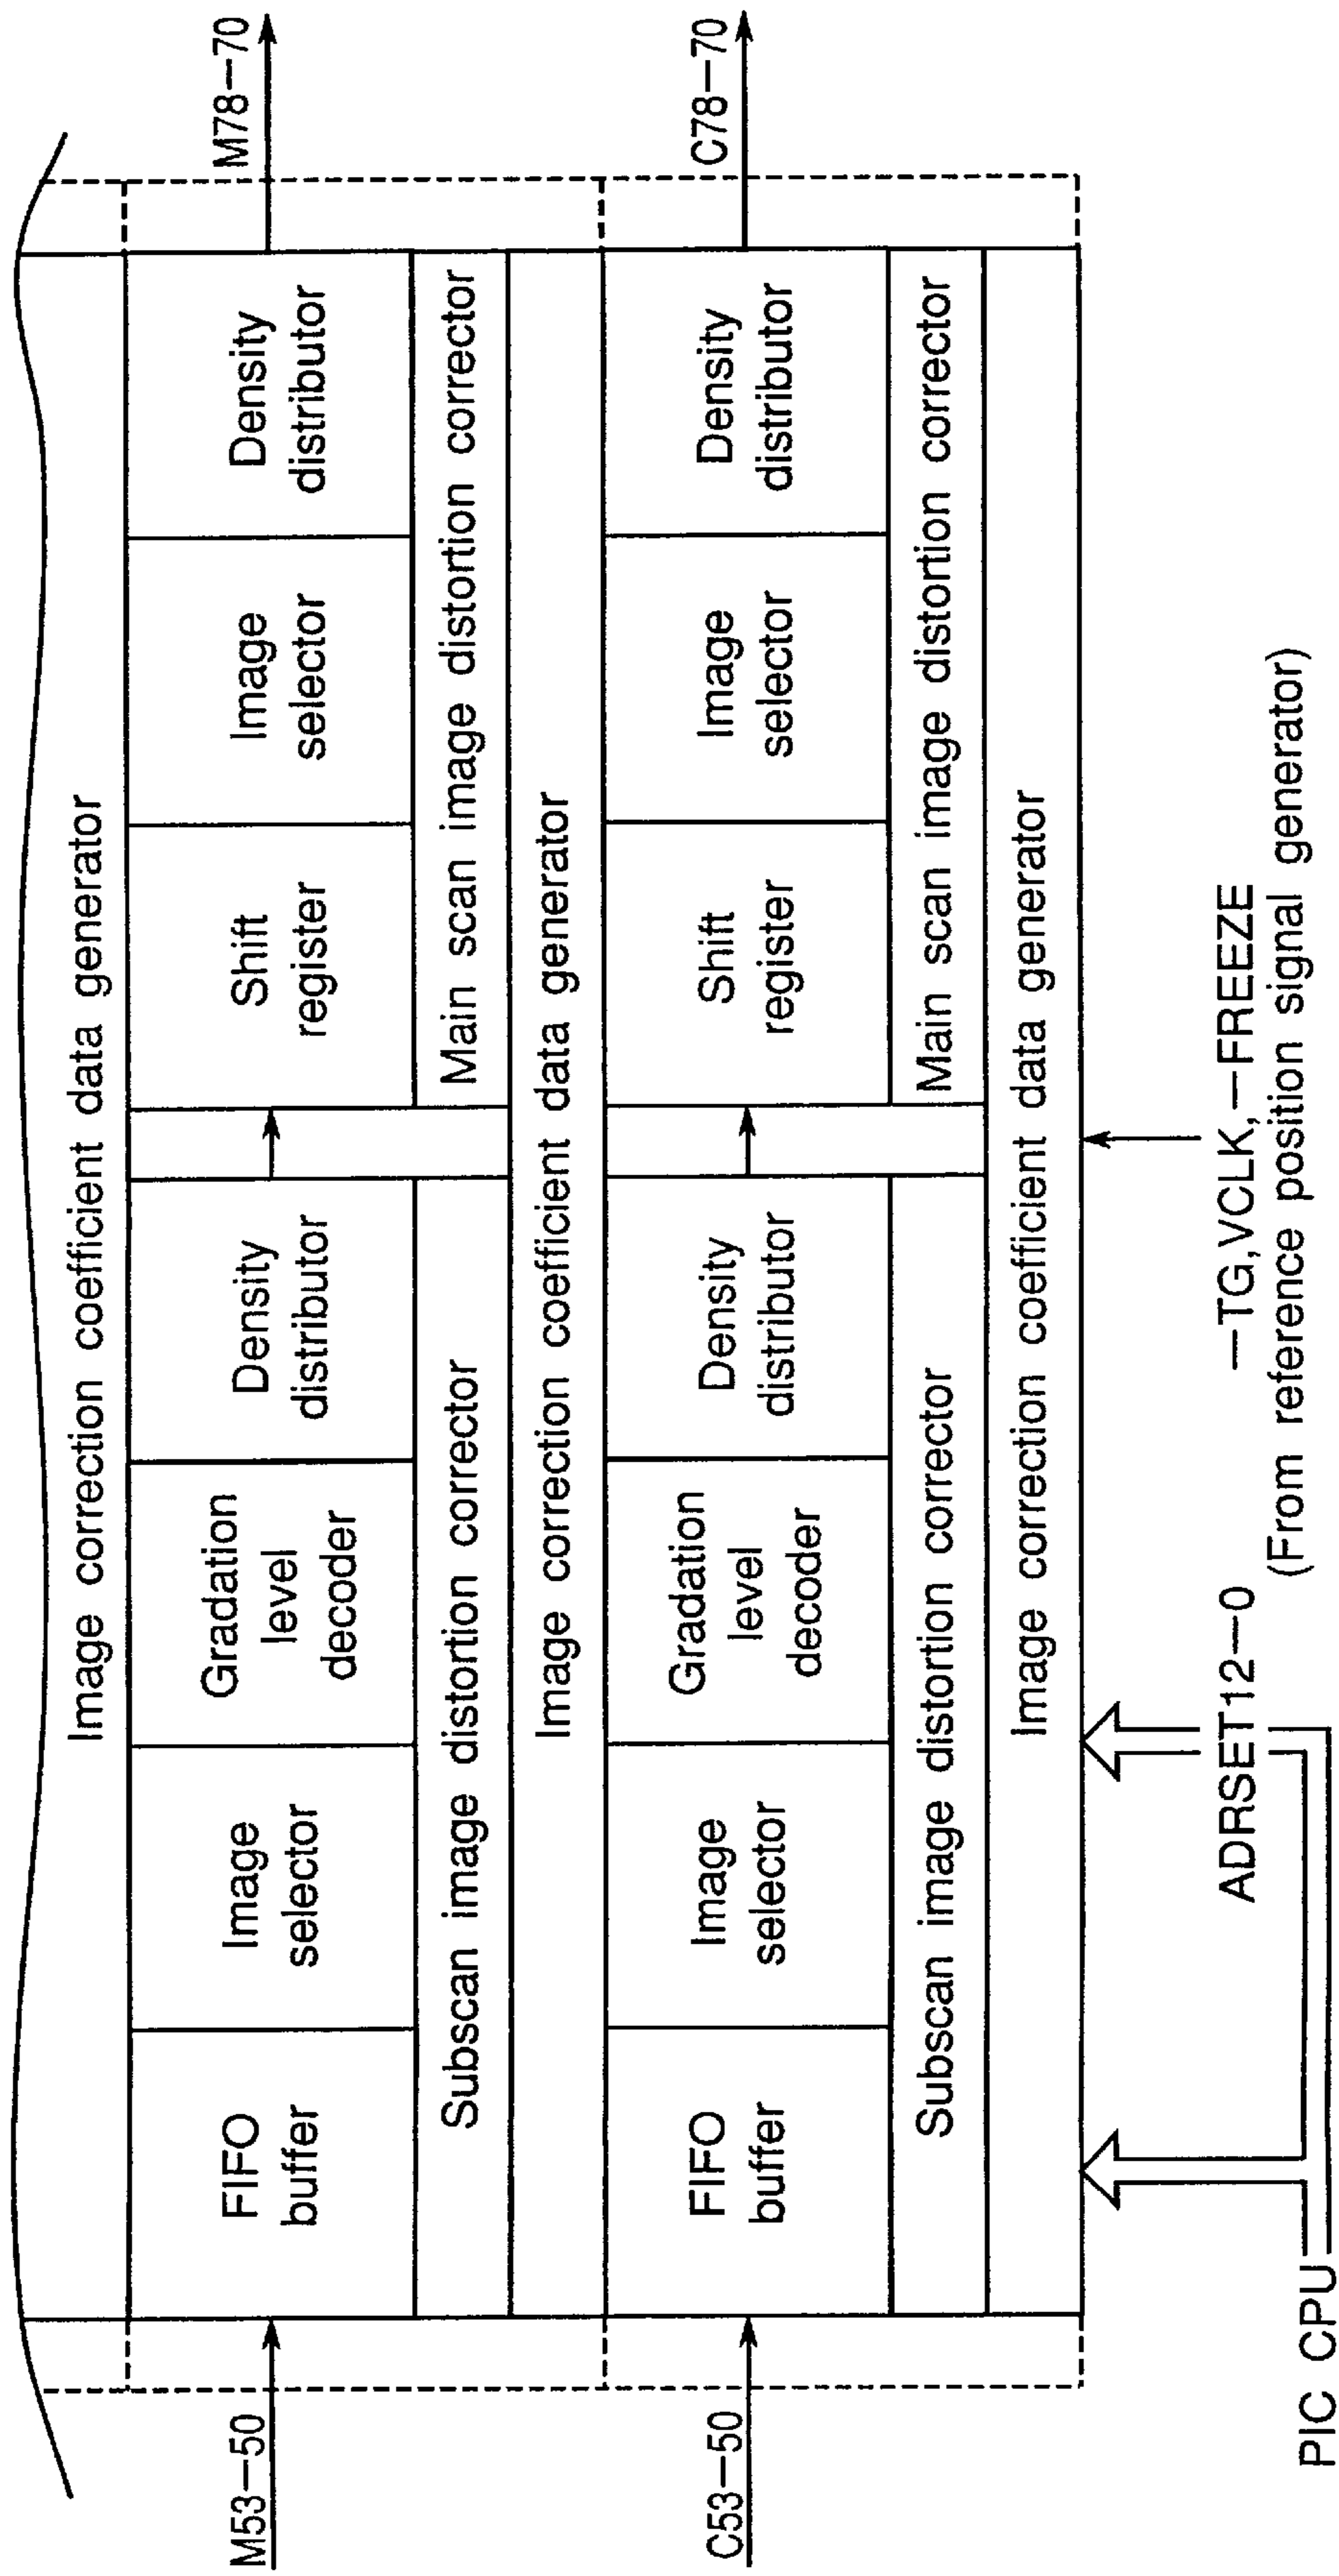 Image correction coefficient data generator
M53—50
FIFO
buffer
Image
selector
Gradation
level
decoder
Density
distributor
Shift
register
Image
selector
Density
distributor
M78—70
Subscan image distortion corrector
Main scan image distortion corrector
Image correction coefficient data generator
C53—50
FIFO
buffer
Image
selector
Gradation
level
decoder
Density
distributor
Shift
register
Image
selector
Density
distributor
C78—70
Subscan image distortion corrector
Main scan image distortion corrector
Image correction coefficient data generator
ADRSET12—0
—TG,VCLK,—FREEZE
(From reference position signal generator)
PIC CPU